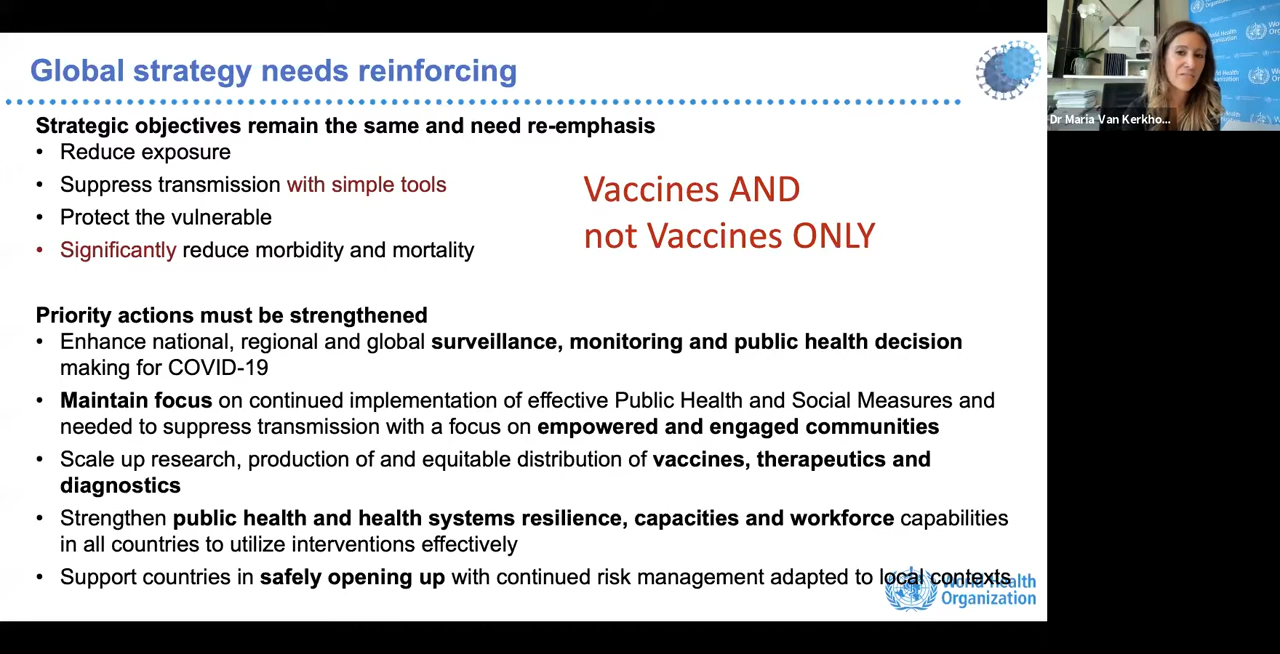 Global strategy needs reinforcing
Strategic objectives remain the same and need re-emphasis
• Reduce exposure
• Suppress transmission with simple tools
• Protect the vulnerable
• Significantly reduce morbidity and mortality
Vaccines AND
not Vaccines ONLY
Priority actions must be strengthened
• Enhance national, regional and global surveillance, monitoring and public health decision
making for COVID-19
• Maintain focus on continued implementation of effective Public Health and Social Measures and
needed to suppress transmission with a focus on empowered and engaged communities
• Scale up research, production of and equitable distribution of vaccines, therapeutics and
diagnostics
• Strengthen public health and health systems resilience, capacities and workforce capabilities
in all countries to utilize interventions effectively
• Support countries in safely opening up with continued risk management adapted to local contexts
World Health
Organization
Dr Maria Van Kerkho...
World Health
Organization